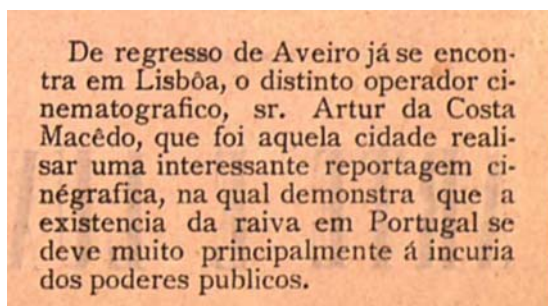 De regresso de Aveiro já se encon-
tra em Lisbôa, o distinto operador ci-
nematografico, sr. Artur da Costa
Macêdo, que foi aquela cidade reali-
sar uma interessante reportagem ci-
négrafica, na qual demonstra que a
existencia da raiva em Portugal se
deve muito principalmente á incuria
dos poderes publicos.